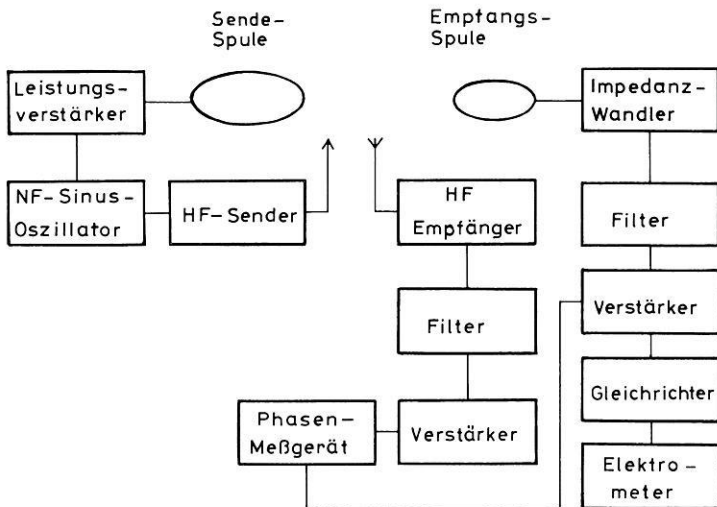 Sende-
Spule
Empfangs-
Spule
Leistungs-
verstärker
Impedanz-
Wandler
NF-Sinus-
Oszillator
HF-Sender
HF
Empfänger
Filter
Filter
Verstärker
Gleichrichter
Phasen-
Meßgerät
Verstärker
Elektro-
meter